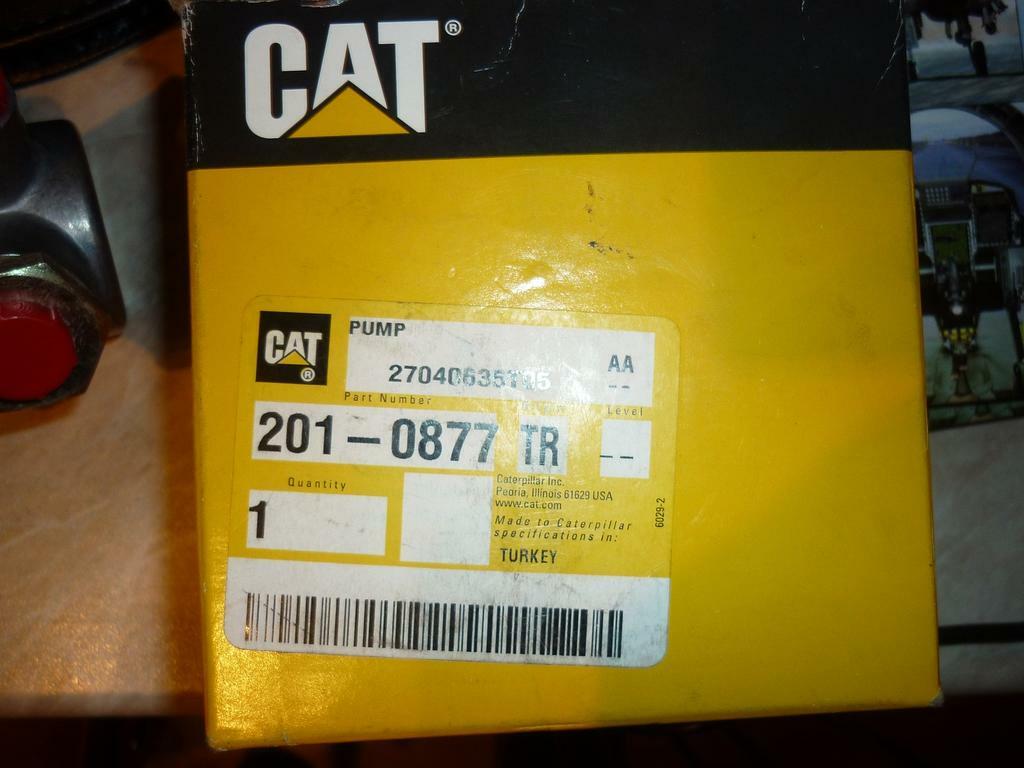 CAT®
CAT
®
PUMP
AA
--
Part Number
Level
201-0877 TR
--
Quantity
1
Caterpillar Inc.
Peoria, Illinois 61629 USA
www.cat.com
Made to Caterpillar
specifications in:
TURKEY
6029-2